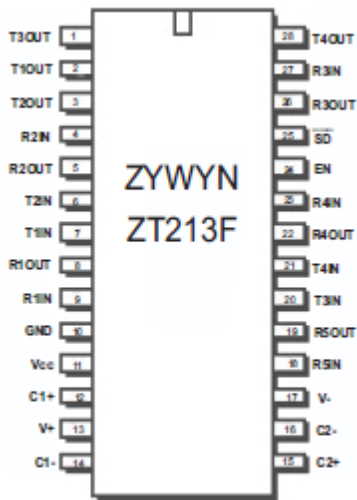 T3OUT 1 28 T4OUT
T1OUT 2 27 R3IN
T2OUT 3 26 R3OUT
R2IN 4 25 SD
R2OUT 5 24 EN
T2IN 6 23 R4IN
T1IN 7 22 R4OUT
R1OUT 8 21 T4IN
R1IN 9 20 T3IN
GND 10 19 R5OUT
Vcc 11 18 R5IN
C1+ 12 17 V-
V+ 13 16 C2-
C1- 14 15 C2+
ZYWYN
ZT213F